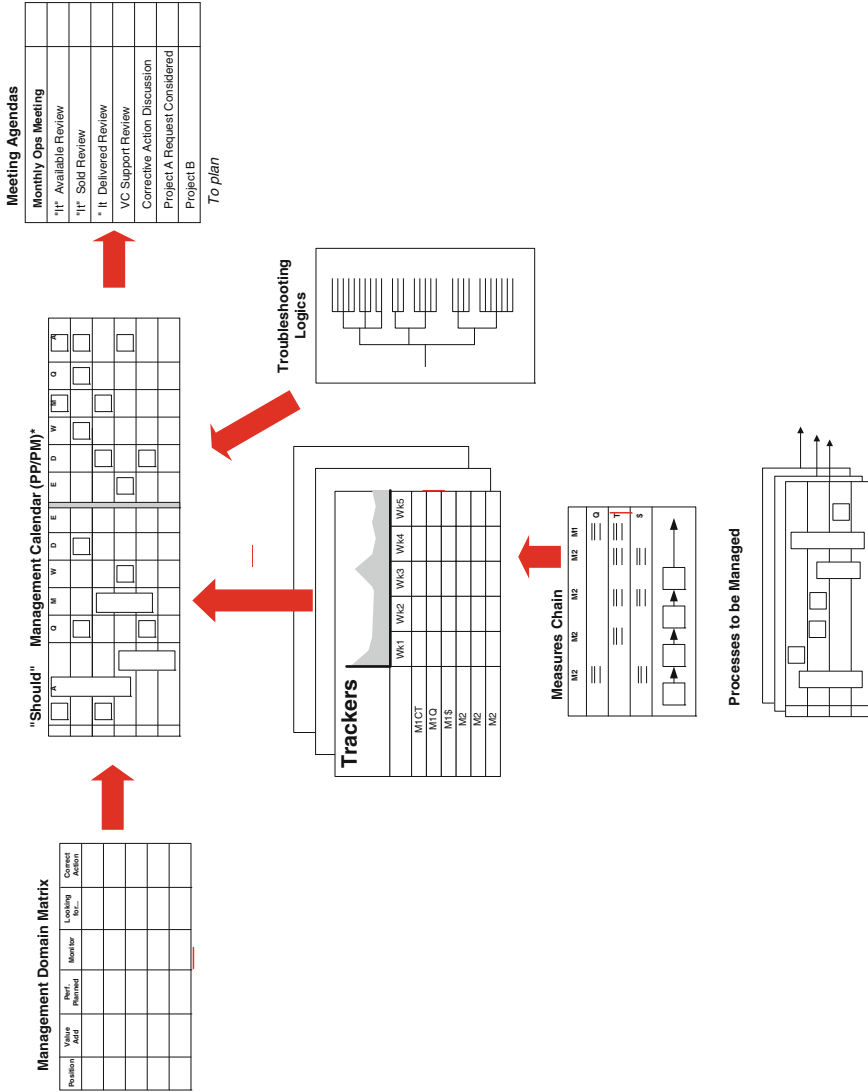 Management Domain Matrix
Position
Value
Add
Perf.
Planned
Monitor
Looking
for...
Correct
Action
"Should" Management Calendar (PP/PM)*
A Q M W D E E D W M Q A
Meeting Agendas
Monthly Ops Meeting
"It" Available Review
"It" Sold Review
" It Delivered Review
VC Support Review
Corrective Action Discussion
Project A Request Considered
Project B
To plan
Troubleshooting
Logics
Trackers
Wk1 Wk2 Wk3 Wk4 Wk5
M1CT
M1Q
M1$
M2
M2
M2
Measures Chain
M2 M2 M2 M2 M1
Q
T
$
Processes to be Managed